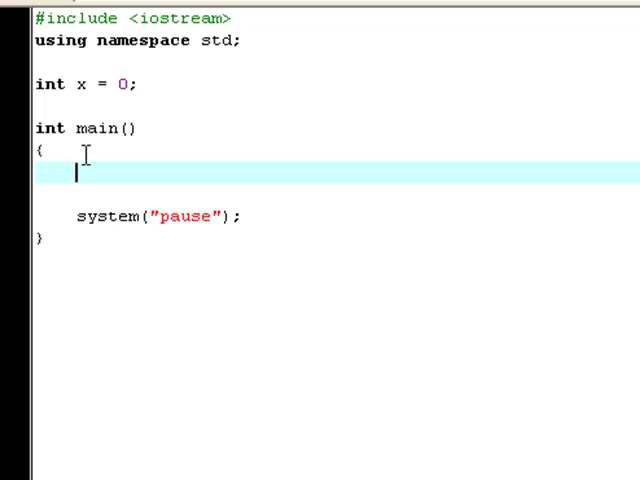 #include <iostream>
using namespace std;
int x = 0;
int main()
{
system("pause");
}